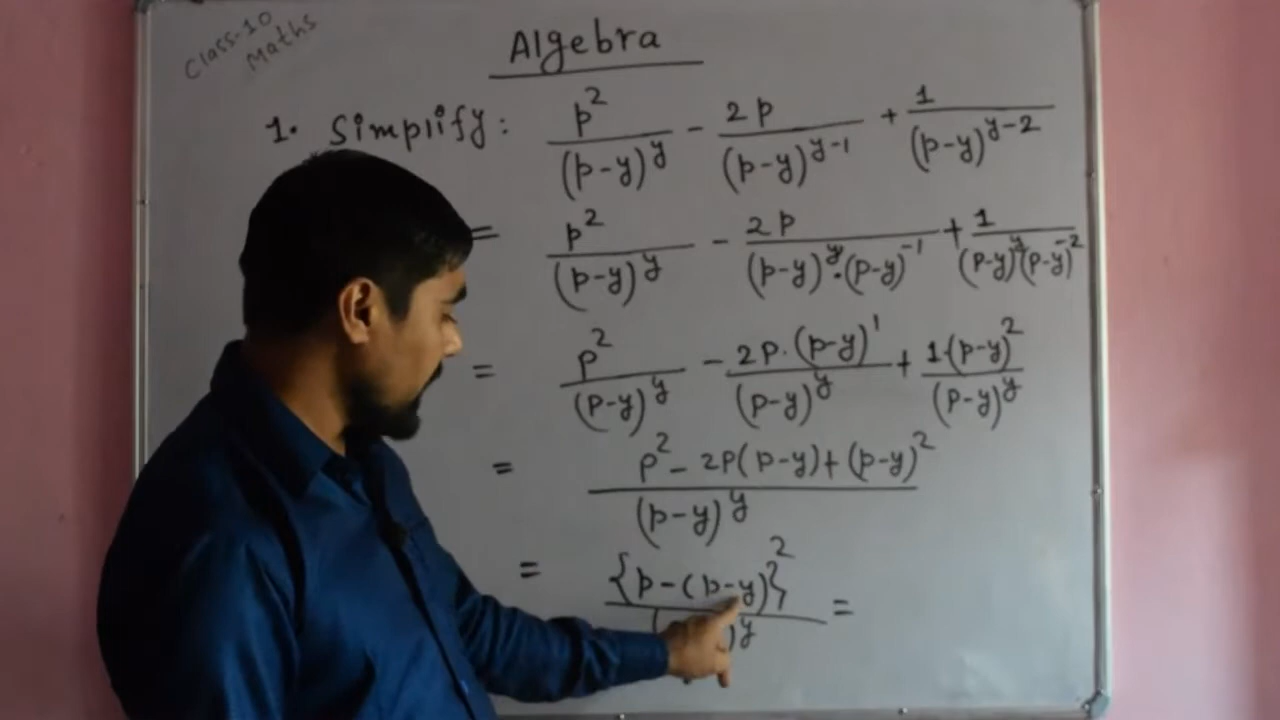 Class-10
Maths
Algebra
1. Simplify: p²/(p-y)^y - 2p/(p-y)^(y-1) + 1/(p-y)^(y-2)
= p²/(p-y)^y - 2p/(p-y)^y·(p-y)^-1 + 1/(p-y)^y(p-y)^-2
= p²/(p-y)^y - 2p·(p-y)^1/(p-y)^y + 1·(p-y)²/(p-y)^y
= p² - 2p(p-y)+(p-y)²/(p-y)^y
= {p-(p-y)}²/( )^y =